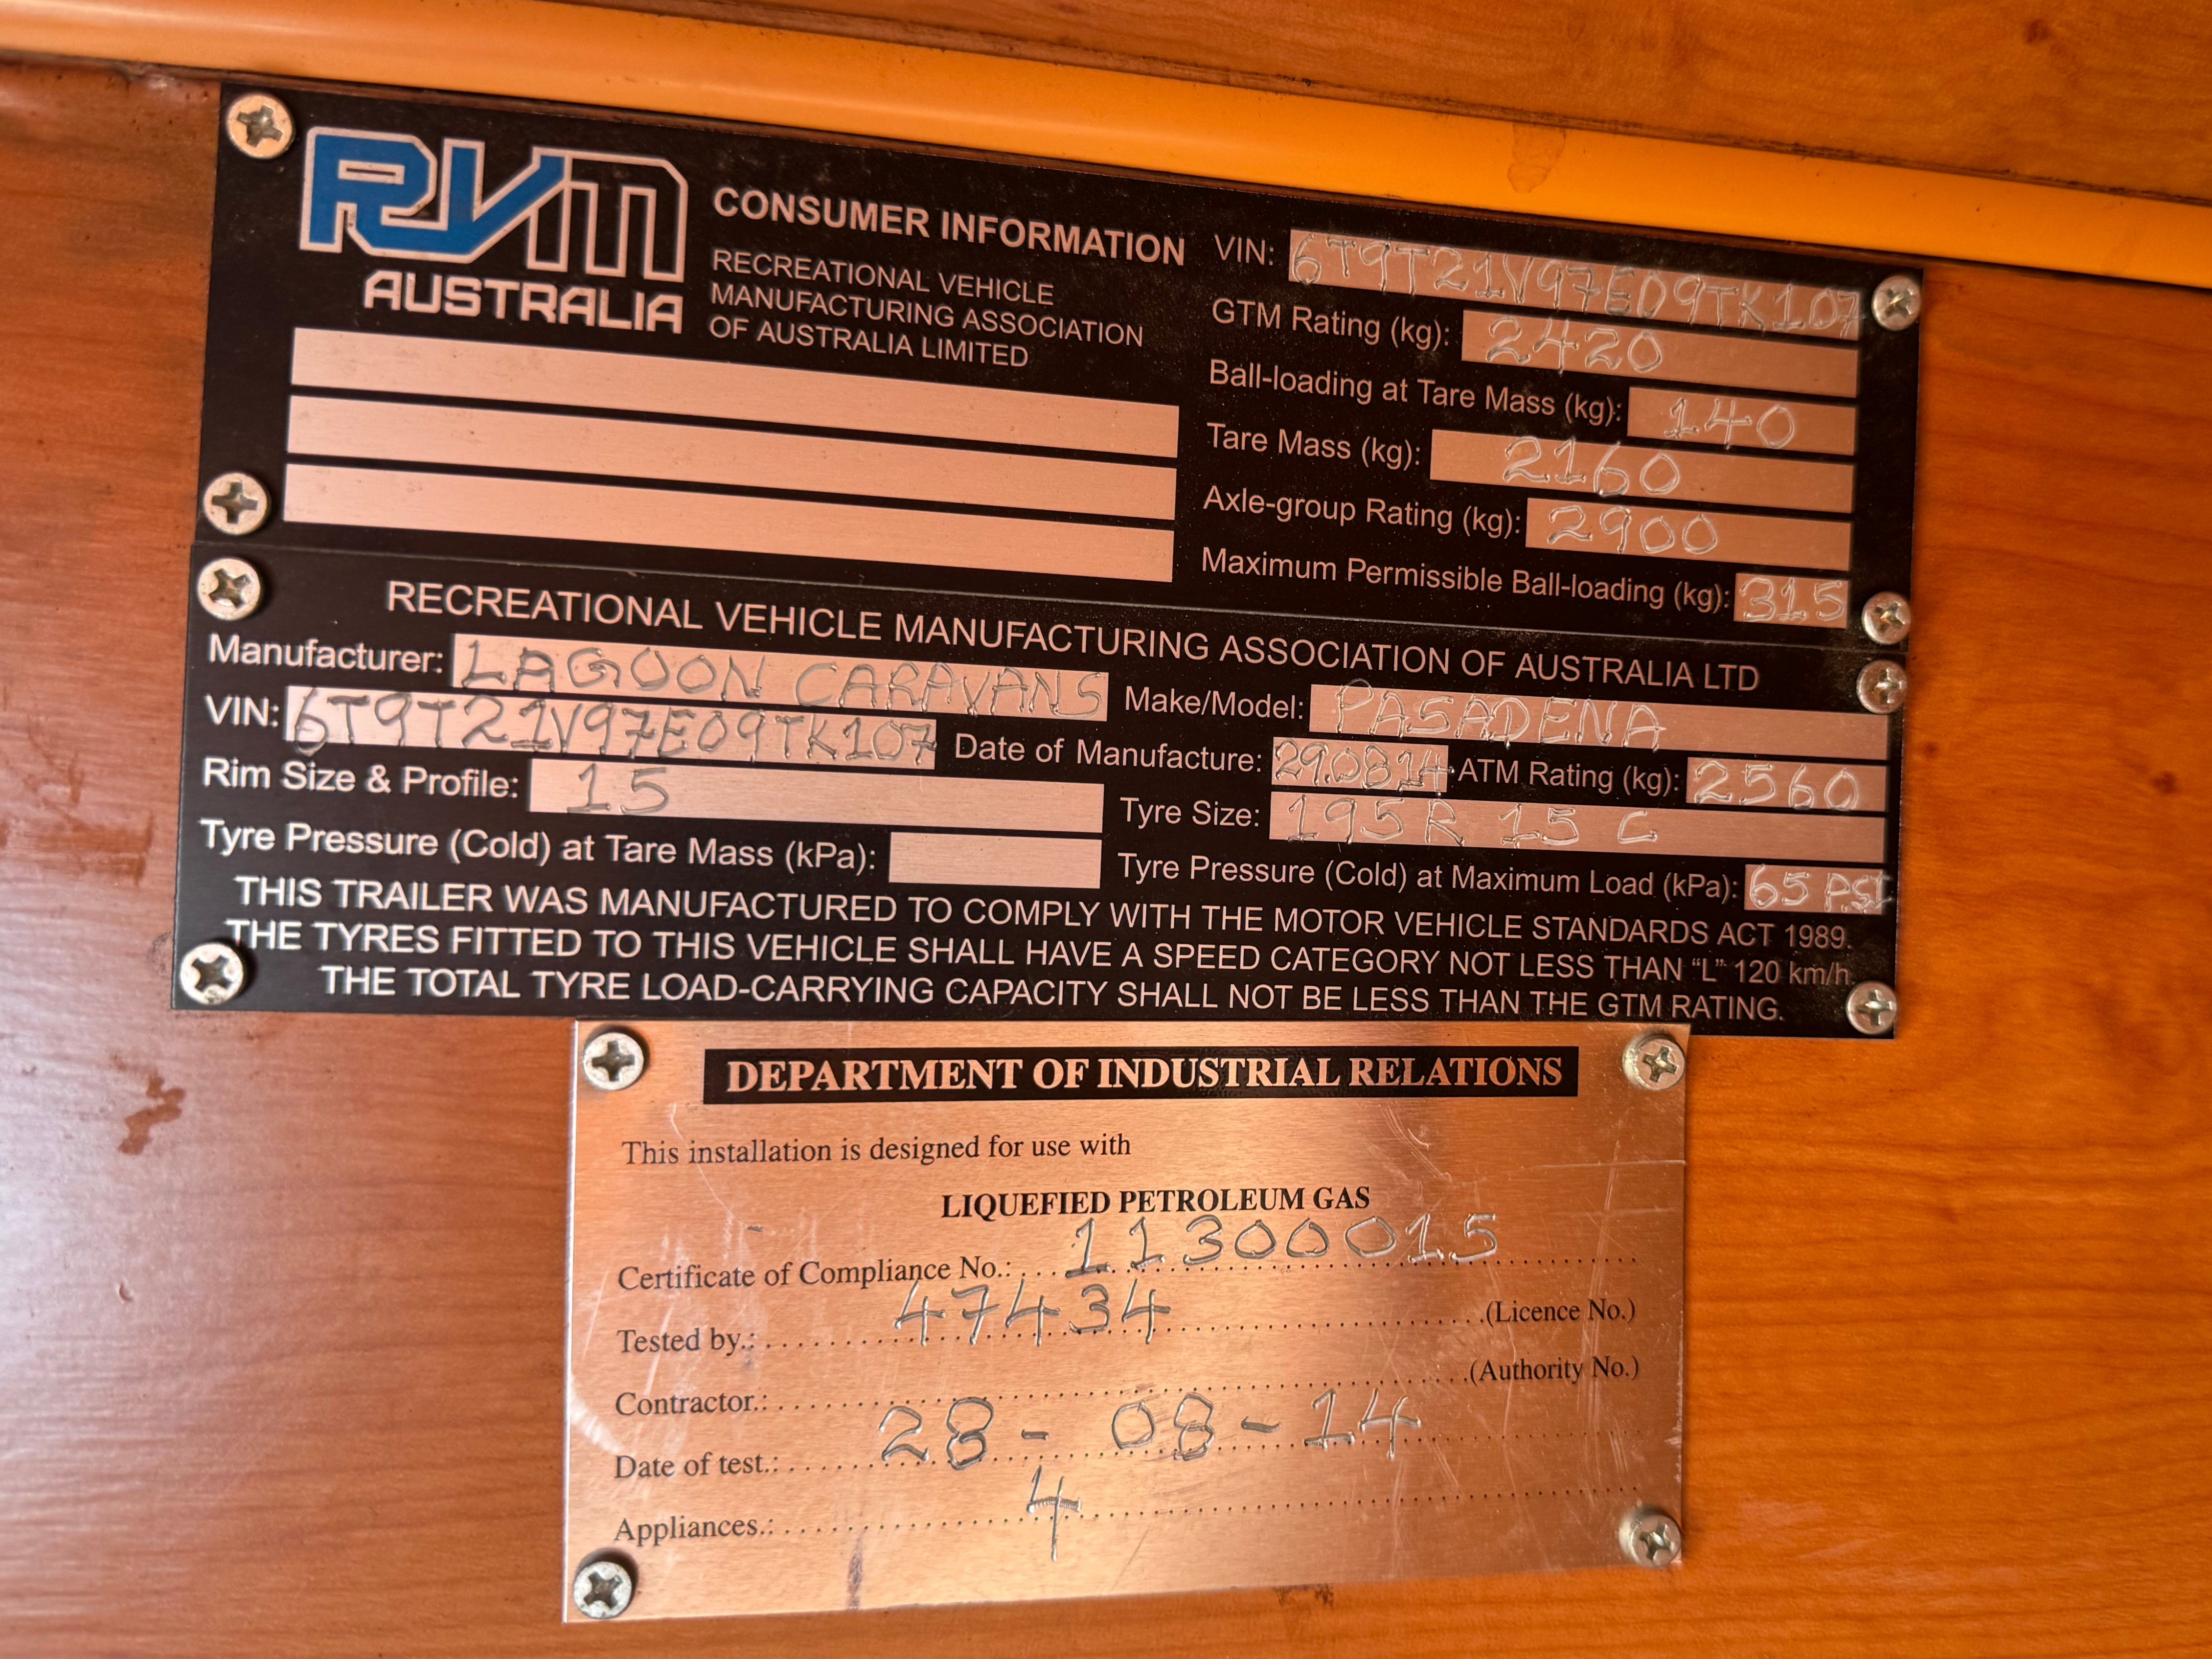 RVM
AUSTRALIA
CONSUMER INFORMATION
RECREATIONAL VEHICLE
MANUFACTURING ASSOCIATION
OF AUSTRALIA LIMITED
VIN: 6T9T21V97E09TK107
GTM Rating (kg): 2420
Ball-loading at Tare Mass (kg): 140
Tare Mass (kg): 2160
Axle-group Rating (kg): 2900
Maximum Permissible Ball-loading (kg): 315
RECREATIONAL VEHICLE MANUFACTURING ASSOCIATION OF AUSTRALIA LTD
Manufacturer: LAGOON CARAVANS Make/Model: PASADENA
VIN: 6T9T21V97E09TK107 Date of Manufacture: 29.08.14 ATM Rating (kg): 2560
Rim Size & Profile: 15 Tyre Size: 195R 15 C
Tyre Pressure (Cold) at Tare Mass (kPa): Tyre Pressure (Cold) at Maximum Load (kPa): 65 PSI
THIS TRAILER WAS MANUFACTURED TO COMPLY WITH THE MOTOR VEHICLE STANDARDS ACT 1989.
THE TYRES FITTED TO THIS VEHICLE SHALL HAVE A SPEED CATEGORY NOT LESS THAN "L" 120 km/h.
THE TOTAL TYRE LOAD-CARRYING CAPACITY SHALL NOT BE LESS THAN THE GTM RATING.
DEPARTMENT OF INDUSTRIAL RELATIONS
This installation is designed for use with
LIQUEFIED PETROLEUM GAS
Certificate of Compliance No.: 11300015
Tested by.: 47434 (Licence No.)
Contractor.: (Authority No.)
Date of test.: 28 - 08 - 14
Appliances.: 4